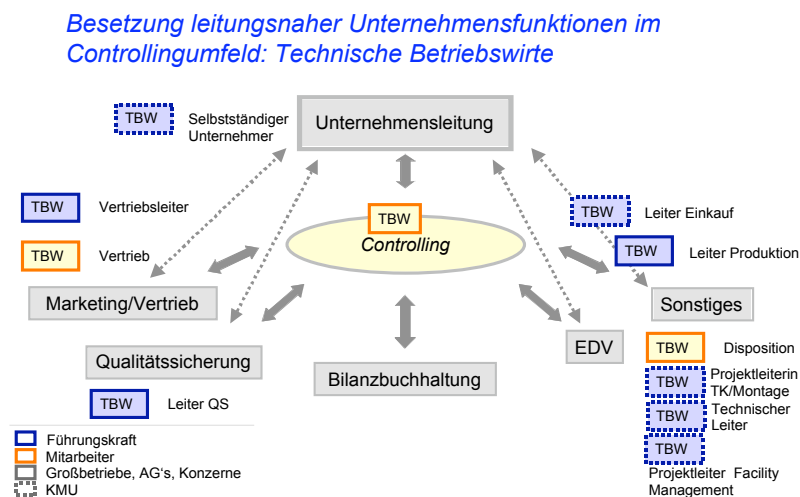 Besetzung leitungsnaher Unternehmensfunktionen im
Controllingumfeld: Technische Betriebswirte
TBW
Selbstständiger
Unternehmer
Unternehmensleitung
TBW
Vertriebsleiter
TBW
Controlling
TBW
Leiter Einkauf
TBW
Vertrieb
TBW
Leiter Produktion
Marketing/Vertrieb
Sonstiges
Qualitätssicherung
Bilanzbuchhaltung
EDV
TBW
Disposition
TBW
Leiter QS
TBW
Projektleiterin
TK/Montage
TBW
Technischer
Leiter
TBW
Projektleiter Facility
Management
Führungskraft
Mitarbeiter
Großbetriebe, AG‘s, Konzerne
KMU